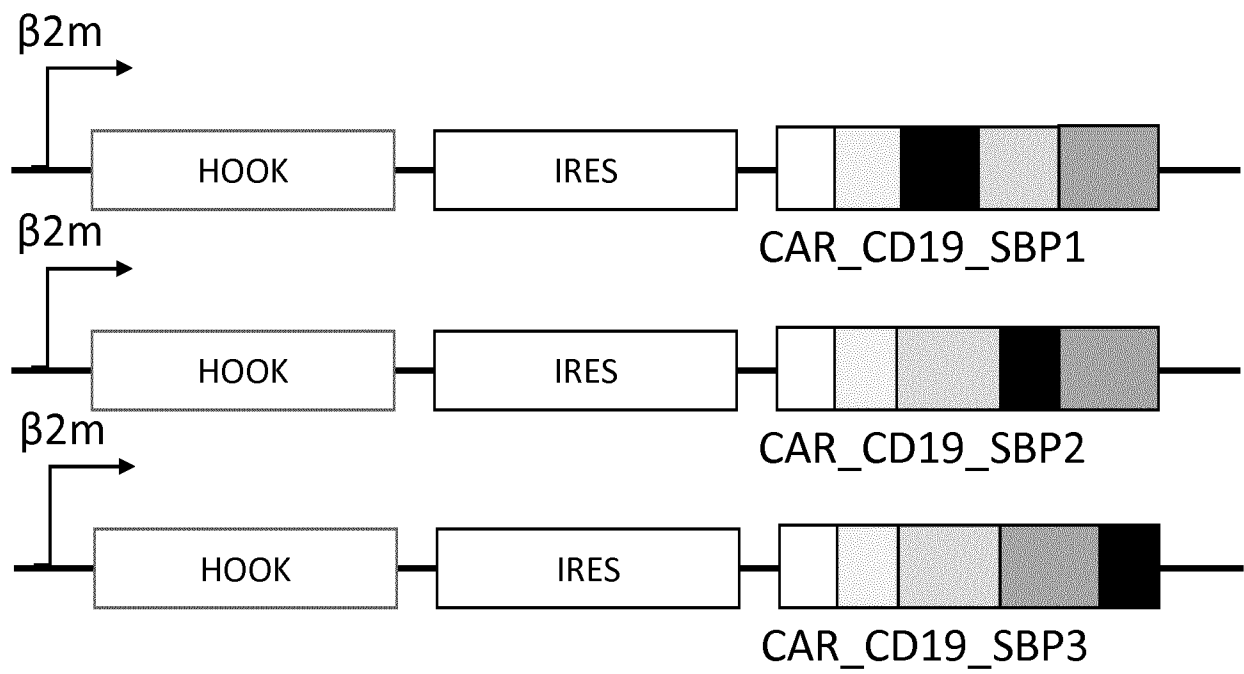 β2m
HOOK IRES
CAR_CD19_SBP1
β2m
HOOK IRES
CAR_CD19_SBP2
β2m
HOOK IRES
CAR_CD19_SBP3